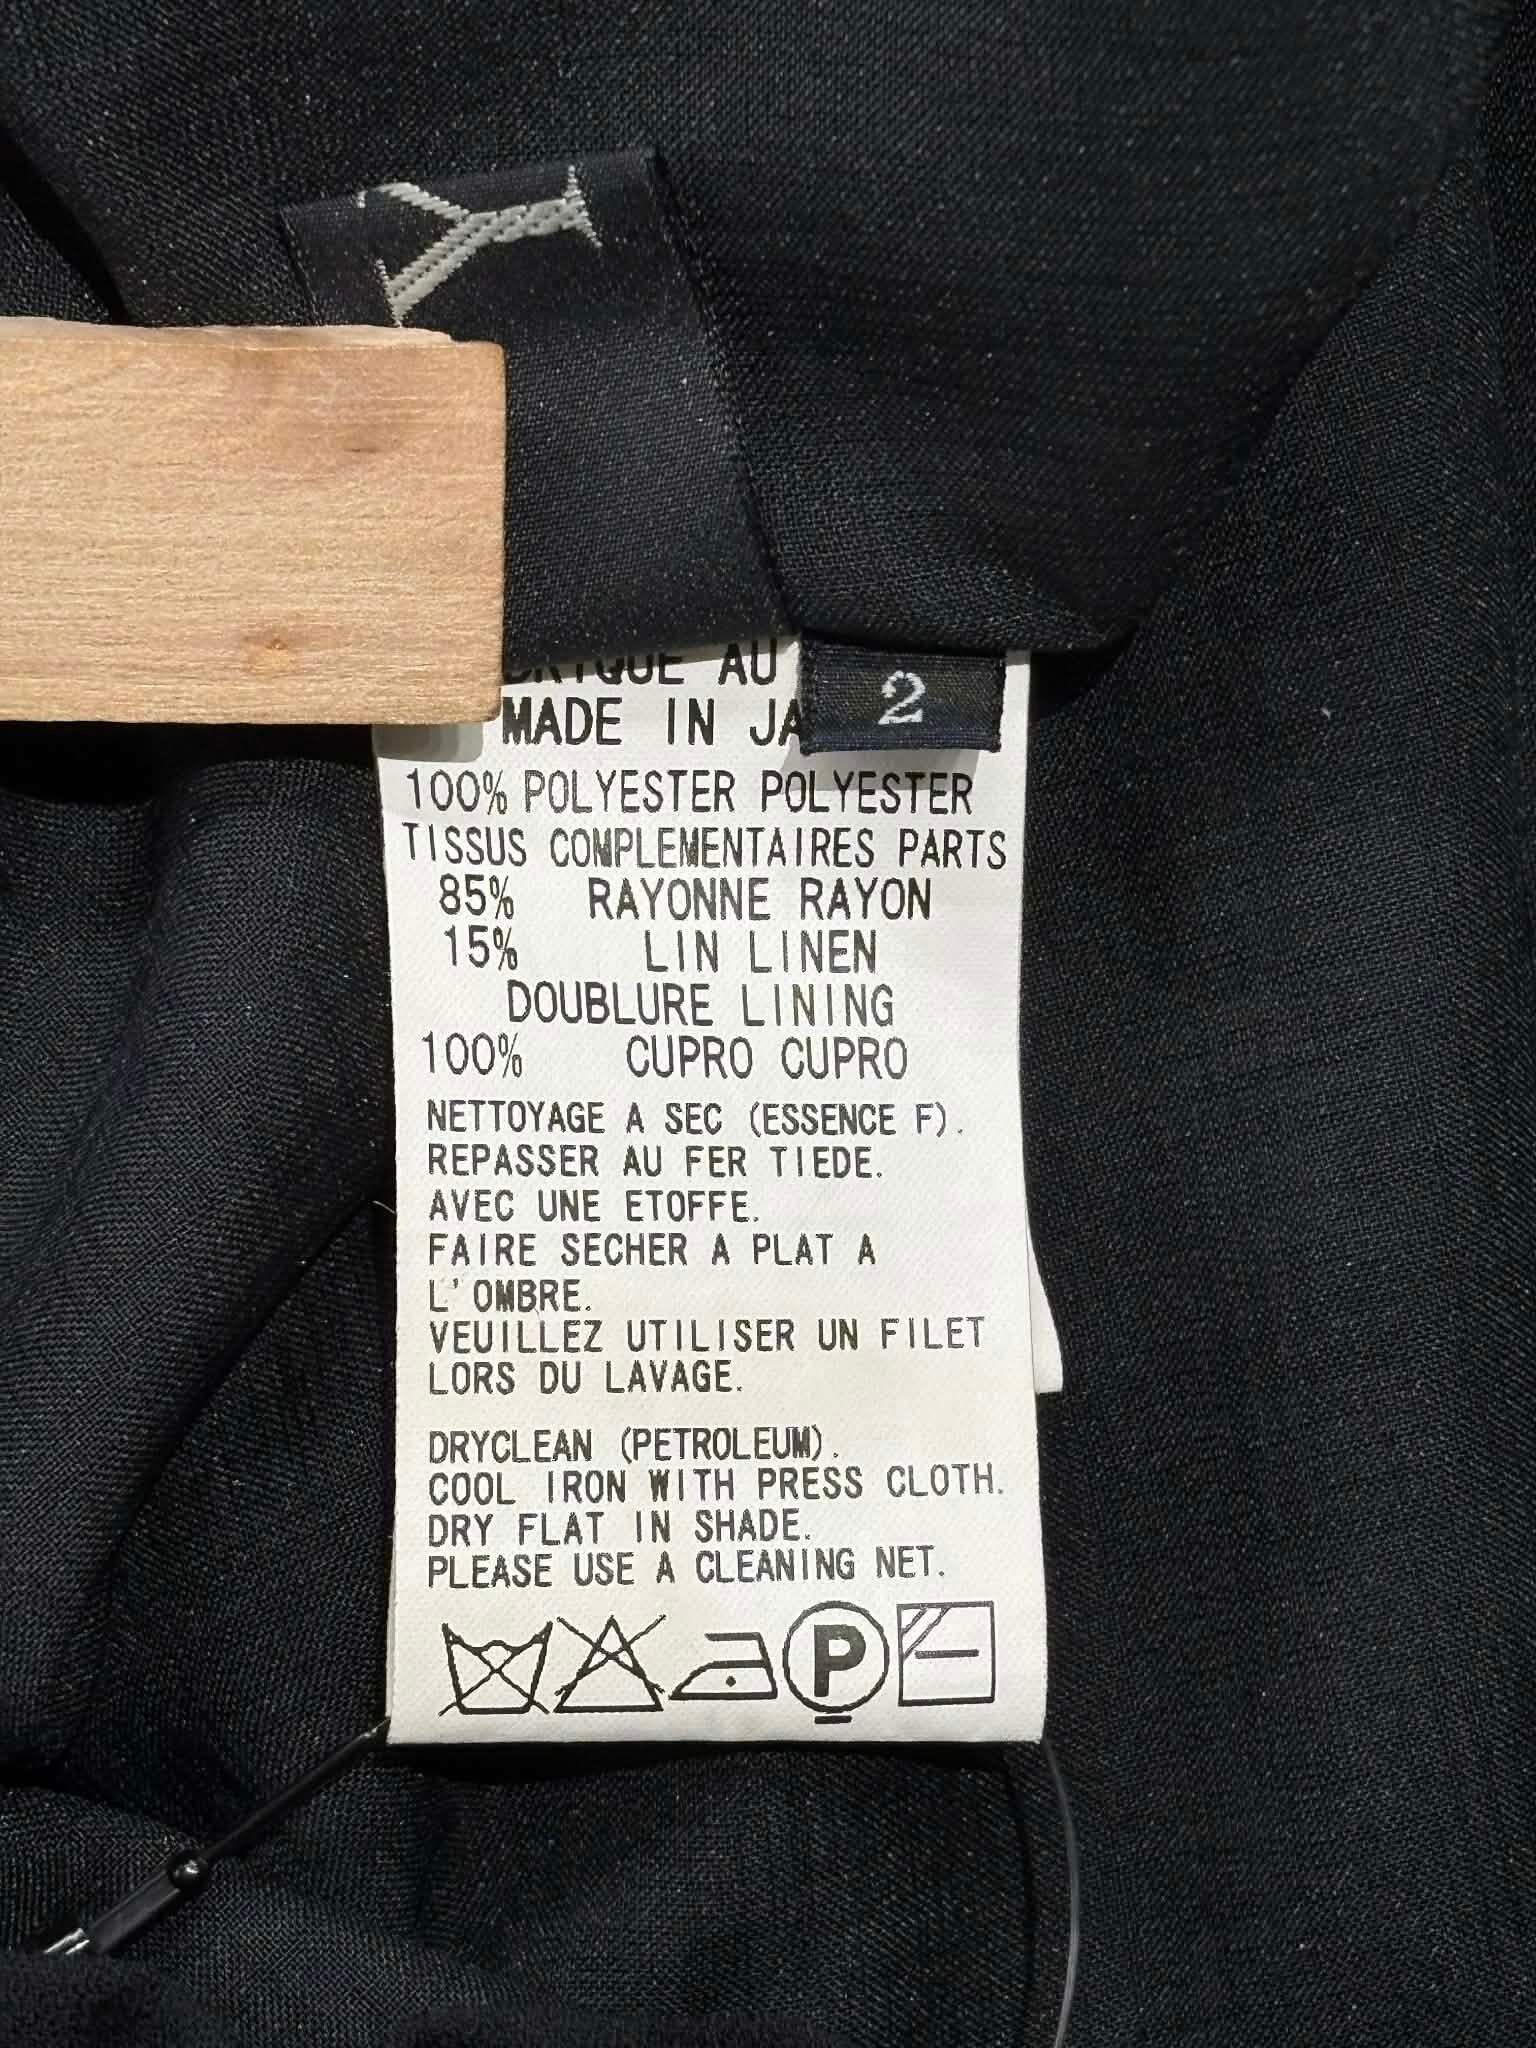 Y
2
AU
MADE IN
100% POLYESTER POLYESTER
TISSUS COMPLEMENTAIRES PARTS
85% RAYONNE RAYON
15% LIN LINEN
DOUBLURE LINING
100% CUPRO CUPRO
NETTOYAGE A SEC (ESSENCE F).
REPASSER AU FER TIEDE.
AVEC UNE ETOFFE.
FAIRE SECHER A PLAT A
L'OMBRE.
VEUILLEZ UTILISER UN FILET
LORS DU LAVAGE.
DRYCLEAN (PETROLEUM).
COOL IRON WITH PRESS CLOTH.
DRY FLAT IN SHADE.
PLEASE USE A CLEANING NET.
P